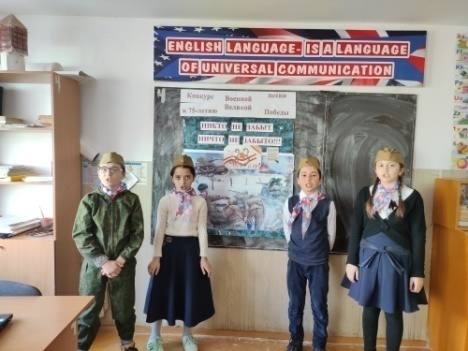 ENGLISH LANGUAGE- IS A LANGUAGE
OF UNIVERSAL COMMUNICATION
Конкурс Военной песни
к 75-летию Великой Победы
НИКТО НЕ ЗАБЫТ
НИЧТО НЕ ЗАБЫТО!!!